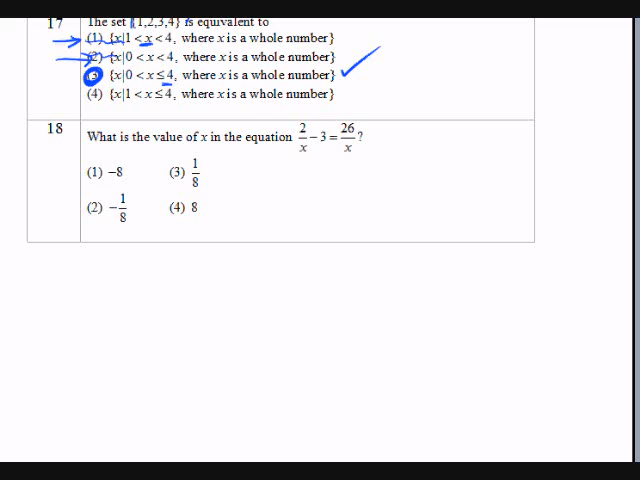 17 The set {1,2,3,4} is equivalent to
(1) {x|1 < x < 4, where x is a whole number}
(2) {x|0 < x < 4, where x is a whole number}
(3) {x|0 < x ≤ 4, where x is a whole number}
(4) {x|1 < x ≤ 4, where x is a whole number}
18 What is the value of x in the equation 2/x − 3 = 26/x?
(1) −8 (3) 1/8
(2) −1/8 (4) 8